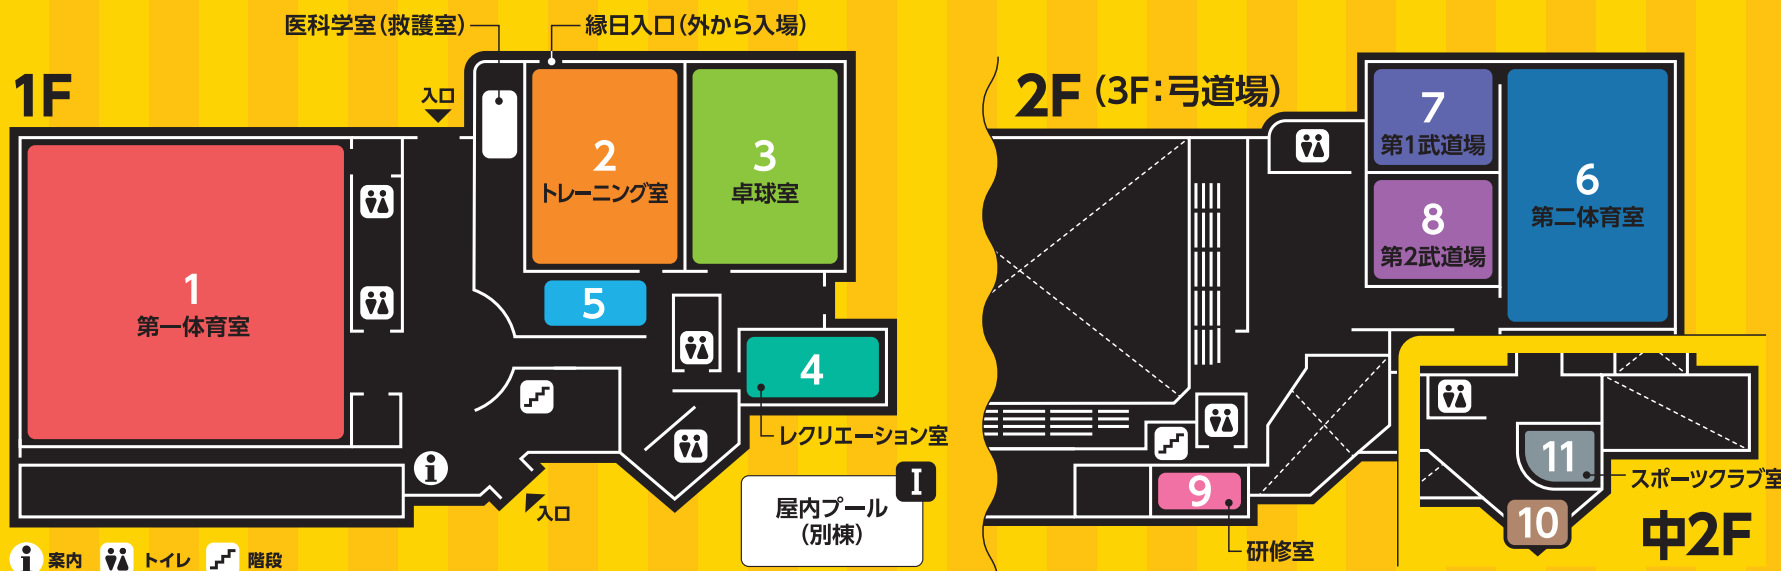 医科学室(救護室)
縁日入口(外から入場)
1F
入口
1
第一体育室
2
トレーニング室
3
卓球室
5
4
レクリエーション室
i
入口
I
屋内プール
(別棟)
i 案内 トイレ 階段
2F (3F:弓道場)
7
第1武道場
8
第2武道場
6
第二体育室
9
研修室
11
スポーツクラブ室
10
中2F